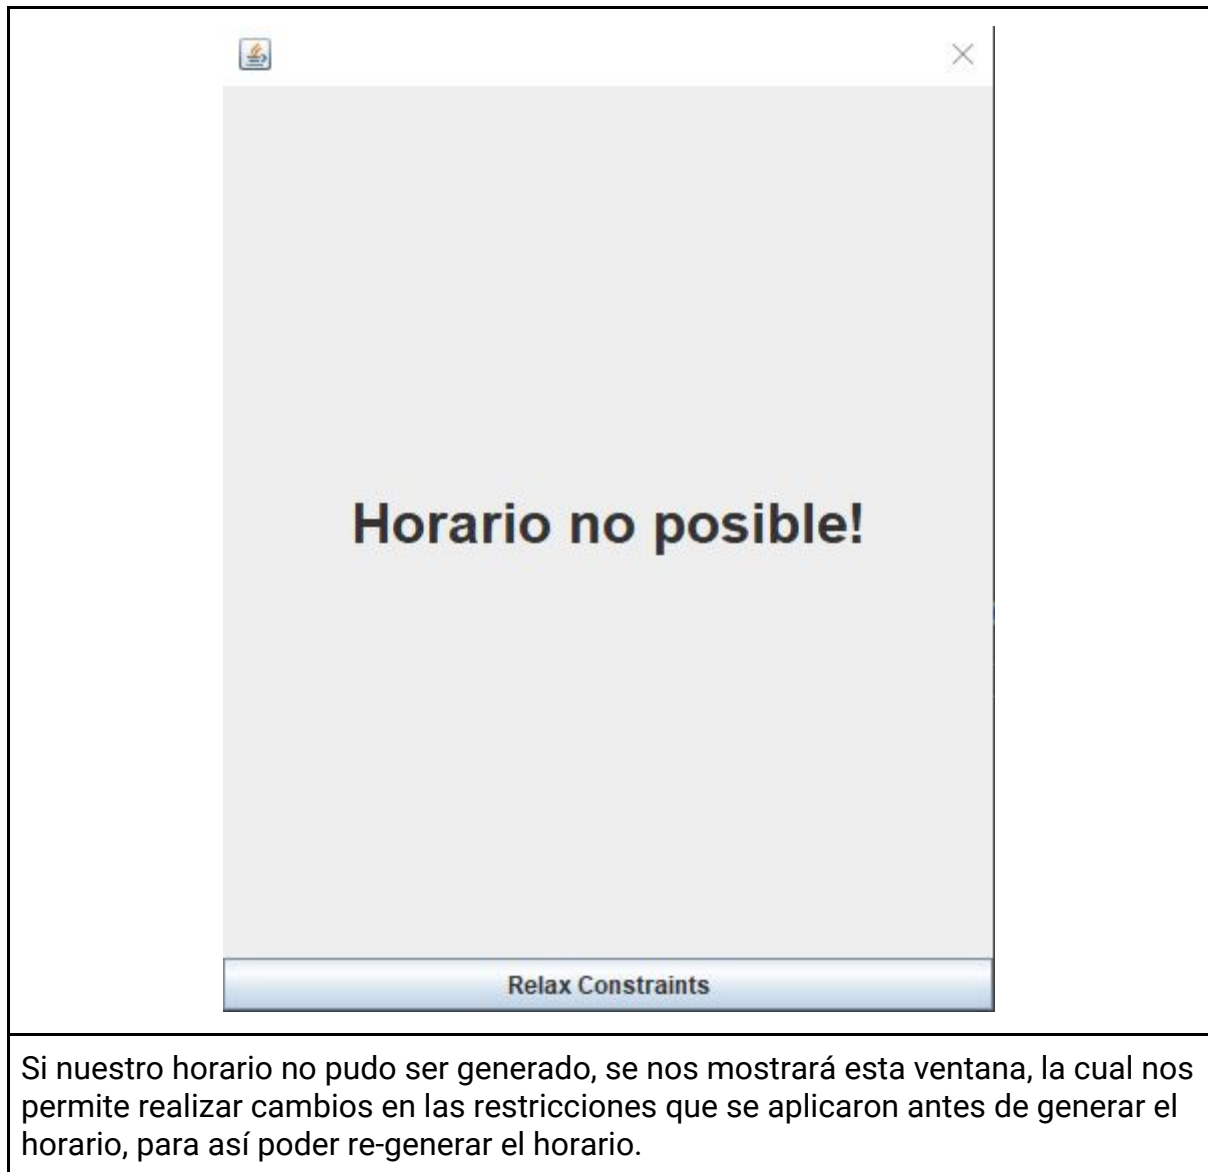 Horario no posible!
Relax Constraints
Si nuestro horario no pudo ser generado, se nos mostrará esta ventana, la cual nos
permite realizar cambios en las restricciones que se aplicaron antes de generar el
horario, para así poder re-generar el horario.